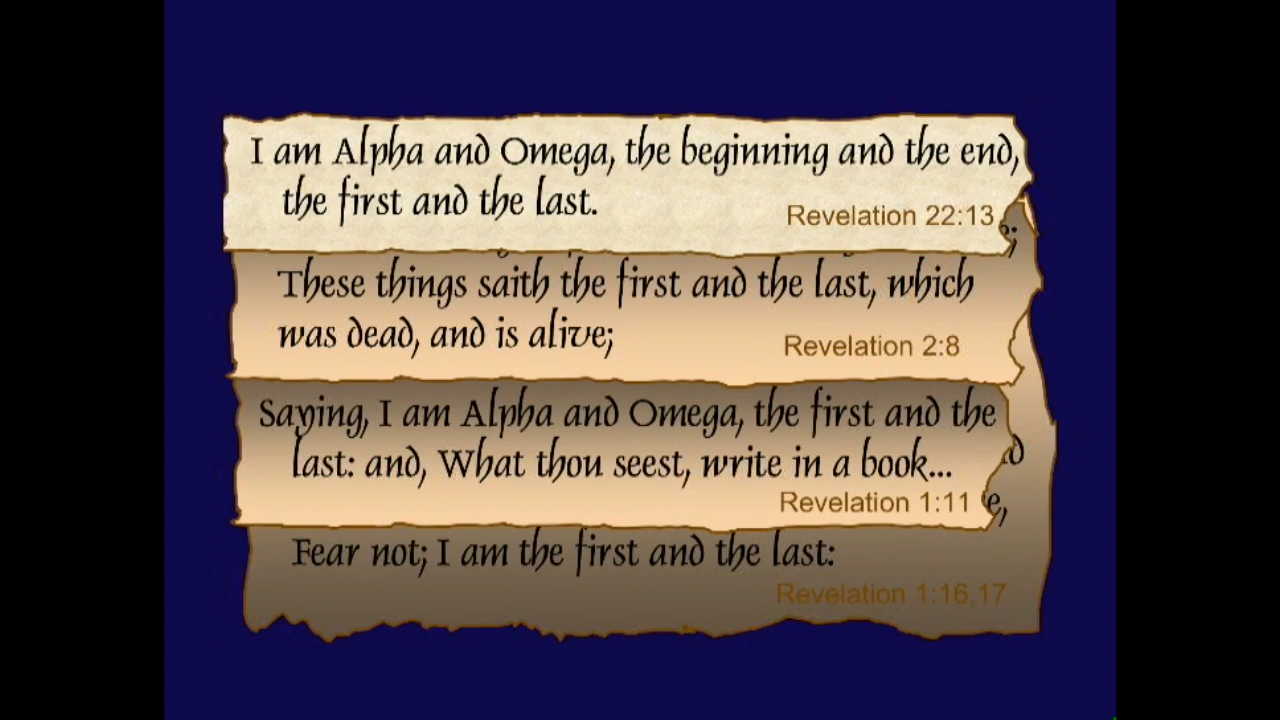 I am Alpha and Omega, the beginning and the end,
the first and the last.
Revelation 22:13
These things saith the first and the last, which
was dead, and is alive;
Revelation 2:8
Saying, I am Alpha and Omega, the first and the
last: and, What thou seest, write in a book...
Revelation 1:11
Fear not; I am the first and the last:
Revelation 1:16,17